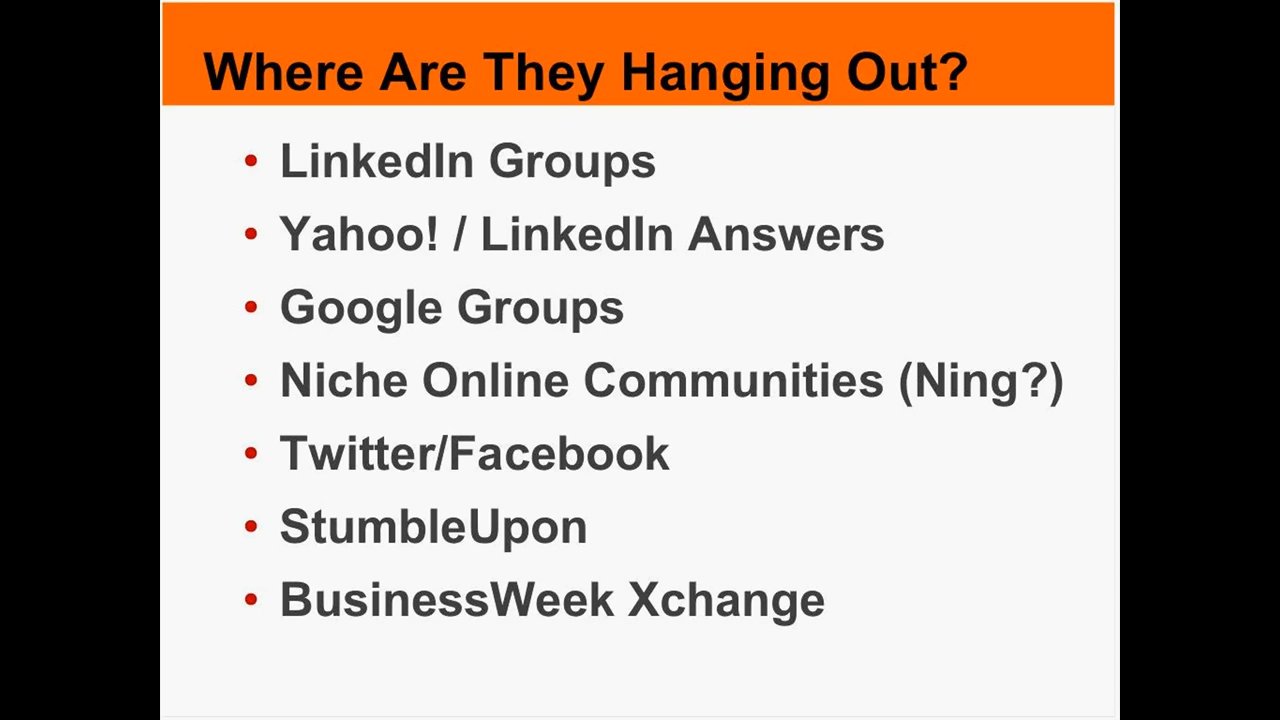 Where Are They Hanging Out?
• LinkedIn Groups
• Yahoo! / LinkedIn Answers
• Google Groups
• Niche Online Communities (Ning?)
• Twitter/Facebook
• StumbleUpon
• BusinessWeek Xchange